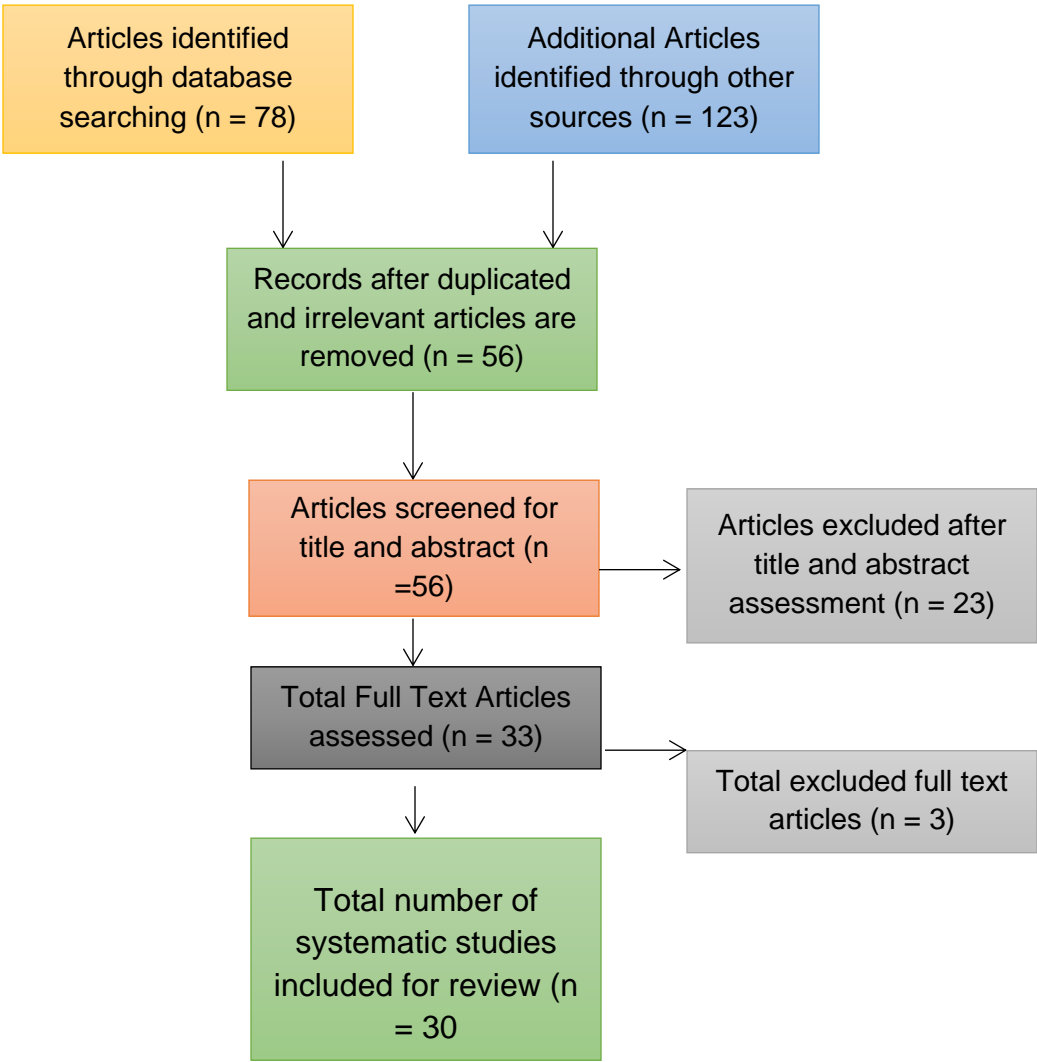 Articles identified
through database
searching (n = 78)
Additional Articles
identified through other
sources (n = 123)
Records after duplicated
and irrelevant articles are
removed (n = 56)
Articles screened for
title and abstract (n
=56)
Articles excluded after
title and abstract
assessment (n = 23)
Total Full Text Articles
assessed (n = 33)
Total excluded full text
articles (n = 3)
Total number of
systematic studies
included for review (n
= 30